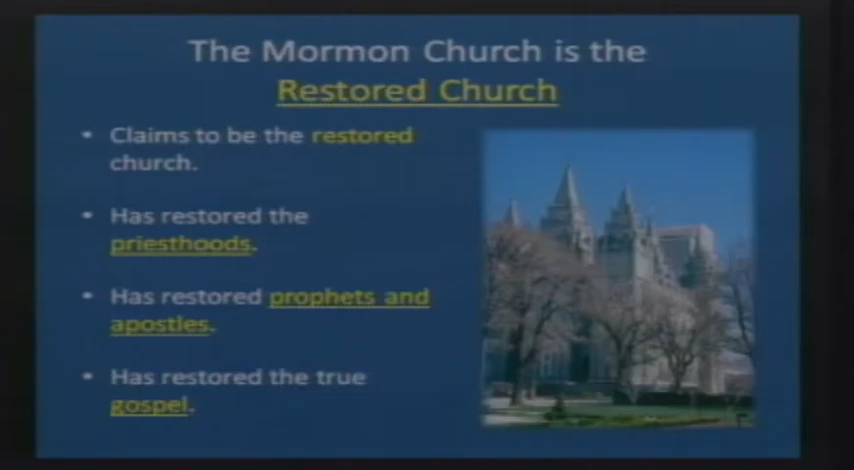 The Mormon Church is the
Restored Church
• Claims to be the restored
church.
• Has restored the
priesthoods.
• Has restored prophets and
apostles.
• Has restored the true
gospel.